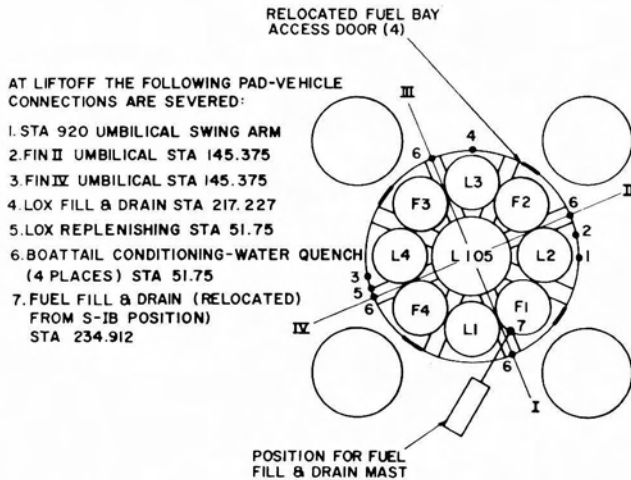 RELOCATED FUEL BAY
ACCESS DOOR (4)
AT LIFTOFF THE FOLLOWING PAD-VEHICLE
CONNECTIONS ARE SEVERED:
1. STA 920 UMBILICAL SWING ARM
2. FIN II UMBILICAL STA 145.375
3. FIN IV UMBILICAL STA 145.375
4. LOX FILL & DRAIN STA 217.227
5. LOX REPLENISHING STA 51.75
6. BOATTAIL CONDITIONING-WATER QUENCH
(4 PLACES) STA 51.75
7. FUEL FILL & DRAIN (RELOCATED)
FROM S-IB POSITION)
STA 234.912
III
4
6
L3
F3
F2
6
II
2
L4
L105
L2
1
3
5
6
IV
F4
F1
7
L1
6
I
POSITION FOR FUEL
FILL & DRAIN MAST